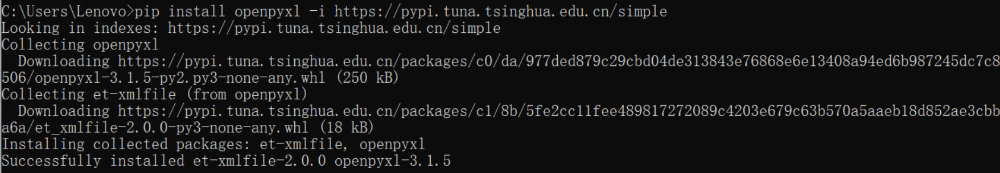 C:\Users\Lenovo>pip install openpyxl -i https://pypi.tuna.tsinghua.edu.cn/simple
Looking in indexes: https://pypi.tuna.tsinghua.edu.cn/simple
Collecting openpyxl
  Downloading https://pypi.tuna.tsinghua.edu.cn/packages/c0/da/977ded879c29cbd04de313843e76868e6e13408a94ed6b987245dc7c8
506/openpyxl-3.1.5-py2.py3-none-any.whl (250 kB)
Collecting et-xmlfile (from openpyxl)
  Downloading https://pypi.tuna.tsinghua.edu.cn/packages/c1/8b/5fe2cc11fee489817272089c4203e679c63b570a5aaeb18d852ae3cbb
a6a/et_xmlfile-2.0.0-py3-none-any.whl (18 kB)
Installing collected packages: et-xmlfile, openpyxl
Successfully installed et-xmlfile-2.0.0 openpyxl-3.1.5